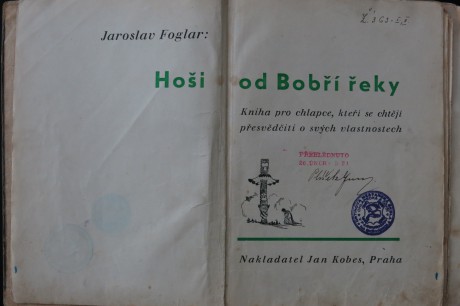 Jaroslav Foglar:
Hoši od Bobří řeky
Kniha pro chlapce, kteří se chtějí
přesvědčiti o svých vlastnostech
Nakladatel Jan Kobes, Praha